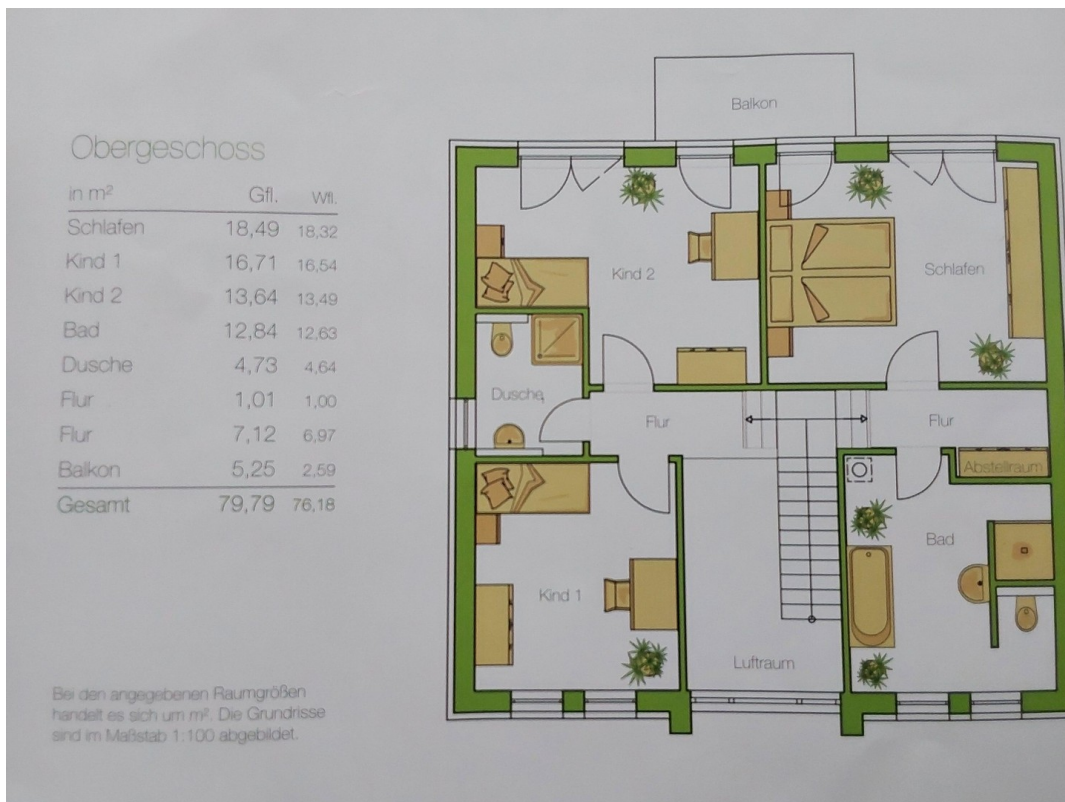 Obergeschoss
in m² Gfl. Wfl.
Schlafen 18,49 18,32
Kind 1 16,71 16,54
Kind 2 13,64 13,49
Bad 12,84 12,63
Dusche 4,73 4,64
Flur 1,01 1,00
Flur 7,12 6,97
Balkon 5,25 2,59
Gesamt 79,79 76,18
Bei den angegebenen Raumgrößen
handelt es sich um m². Die Grundrisse
sind im Maßstab 1:100 abgebildet.
Balkon
Kind 2
Schlafen
Dusche
Flur
Flur
Abstellraum
Bad
Kind 1
Luftraum